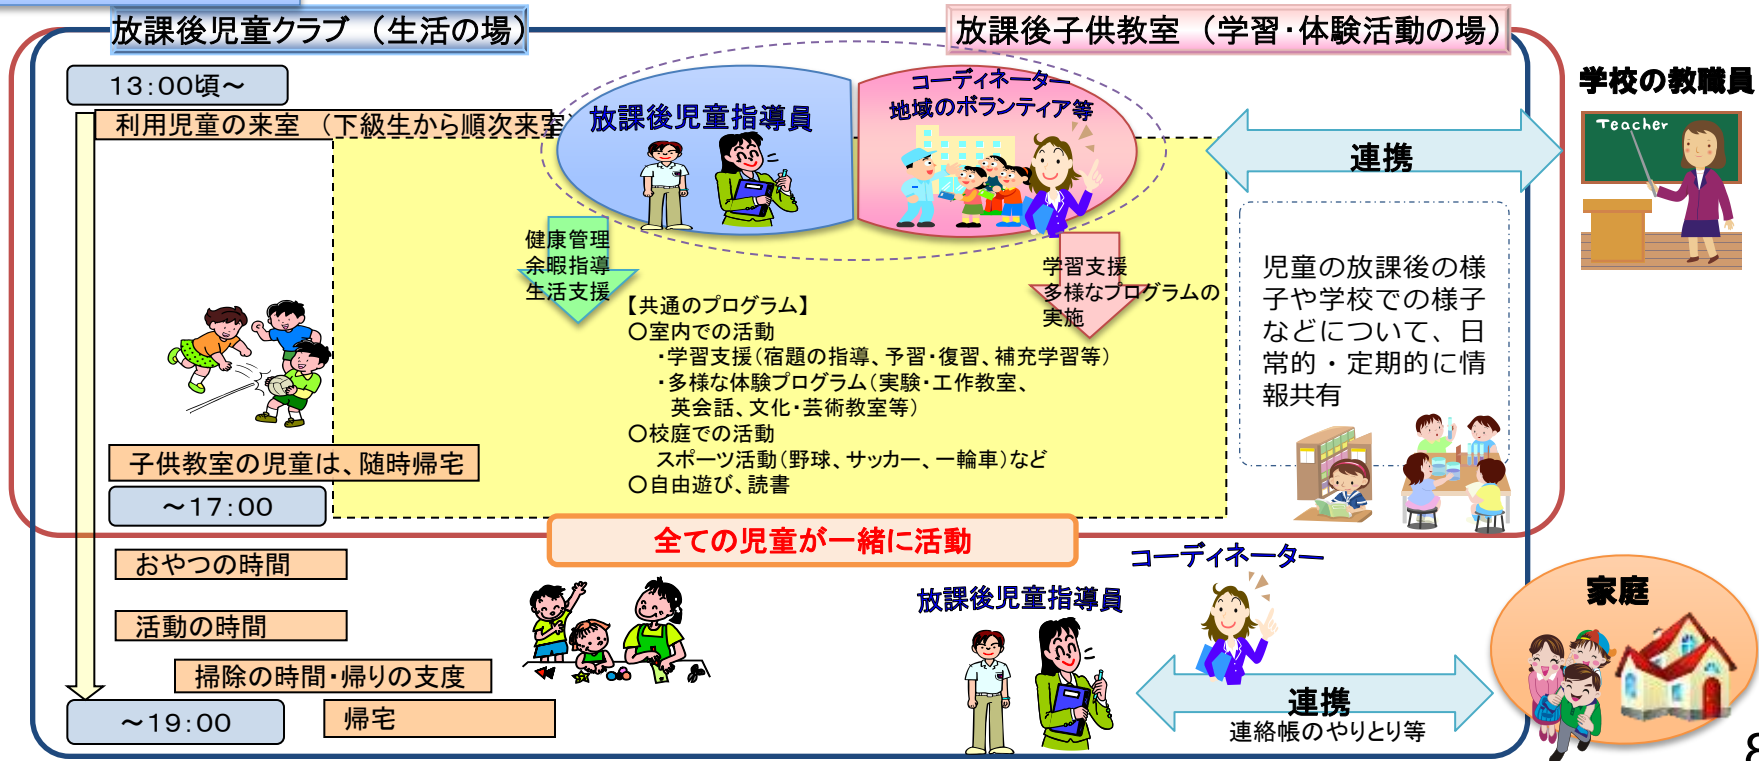 放課後児童クラブ （生活の場）
放課後子供教室 （学習・体験活動の場）
13:00頃～
利用児童の来室 （下級生から順次来室
放課後児童指導員
コーディネーター
地域のボランティア等
連携
学校の教職員
Teacher
健康管理
余暇指導
生活支援
学習支援
多様なプログラムの
実施
【共通のプログラム】
○室内での活動
・学習支援（宿題の指導、予習・復習、補充学習等）
・多様な体験プログラム（実験・工作教室、
英会話、文化・芸術教室等）
○校庭での活動
スポーツ活動（野球、サッカー、一輪車）など
○自由遊び、読書
児童の放課後の様
子や学校での様子
などについて、日
常的・定期的に情
報共有
子供教室の児童は、随時帰宅
～17:00
全ての児童が一緒に活動
おやつの時間
活動の時間
掃除の時間・帰りの支度
～19:00
帰宅
放課後児童指導員
コーディネーター
連携
連絡帳のやりとり等
家庭